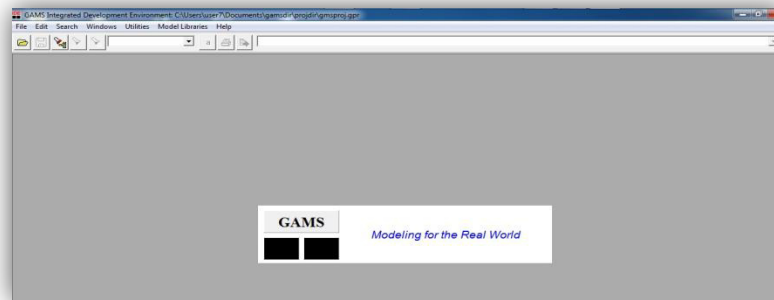 GAMS Integrated Development Environment: C:\Users\user7\Documents\gamsdir\projdir\gmsproj.gpr
File Edit Search Windows Utilities Model Libraries Help
a
GAMS
Modeling for the Real World